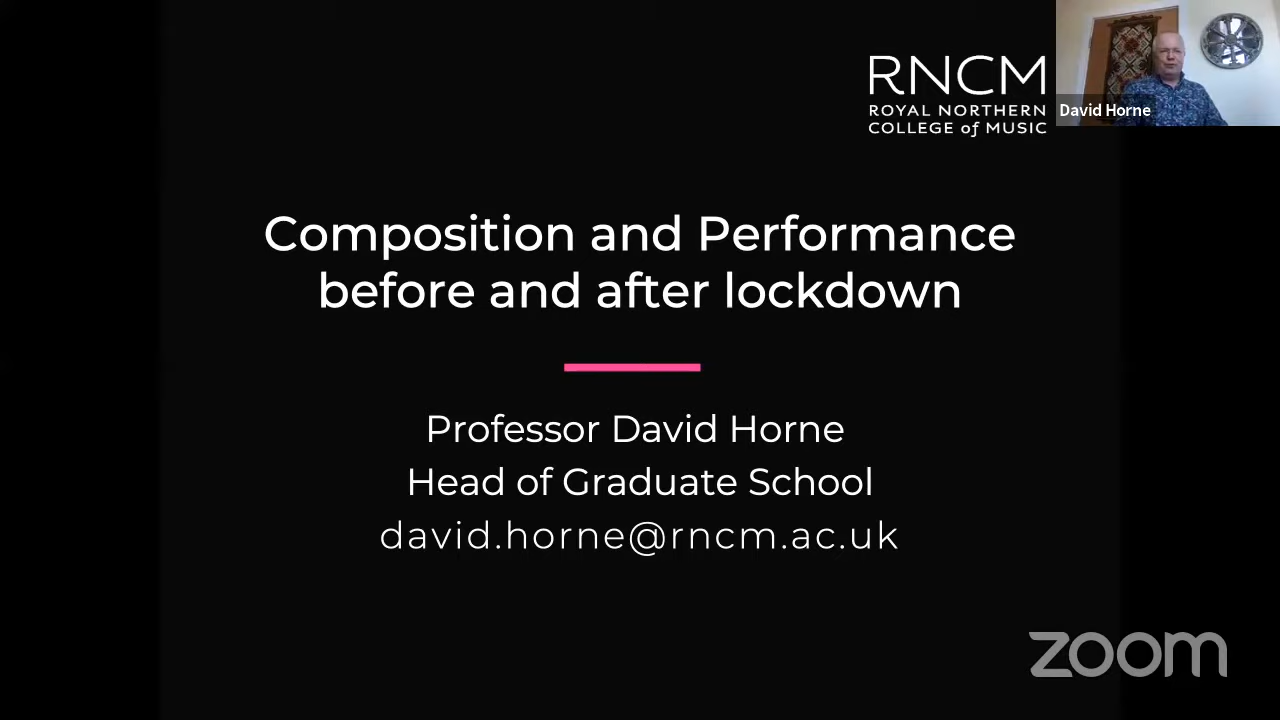 RNCM
ROYAL NORTHERN
COLLEGE of MUSIC
David Horne
Composition and Performance
before and after lockdown
Professor David Horne
Head of Graduate School
david.horne@rncm.ac.uk
zoom